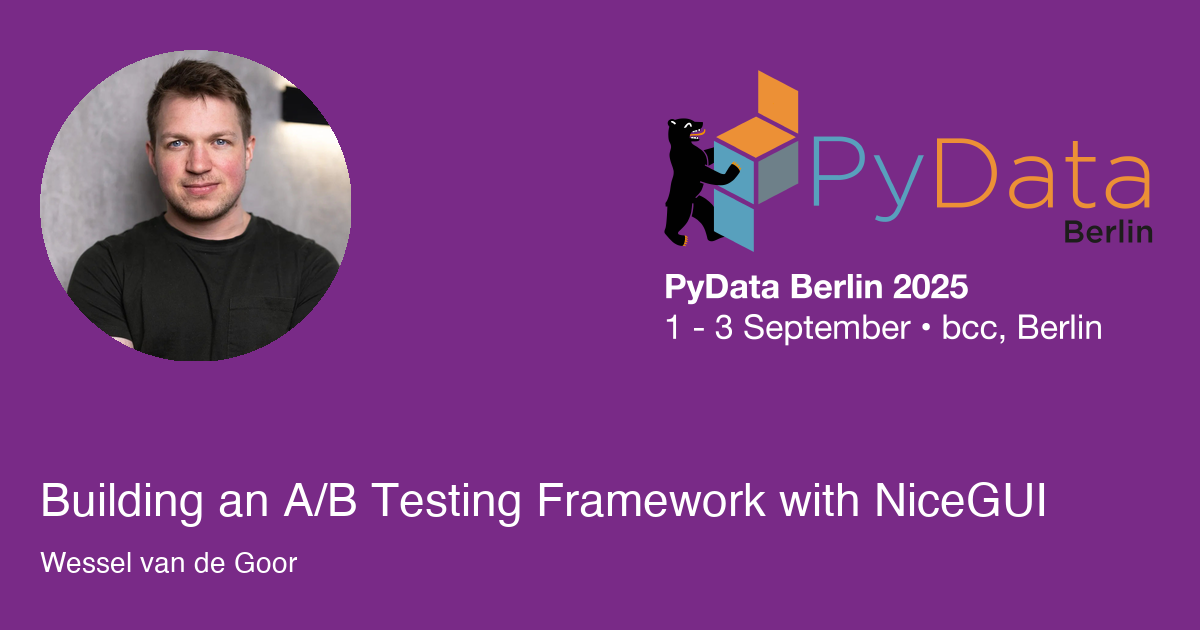 PyData
Berlin
PyData Berlin 2025
1 - 3 September • bcc, Berlin
Building an A/B Testing Framework with NiceGUI
Wessel van de Goor